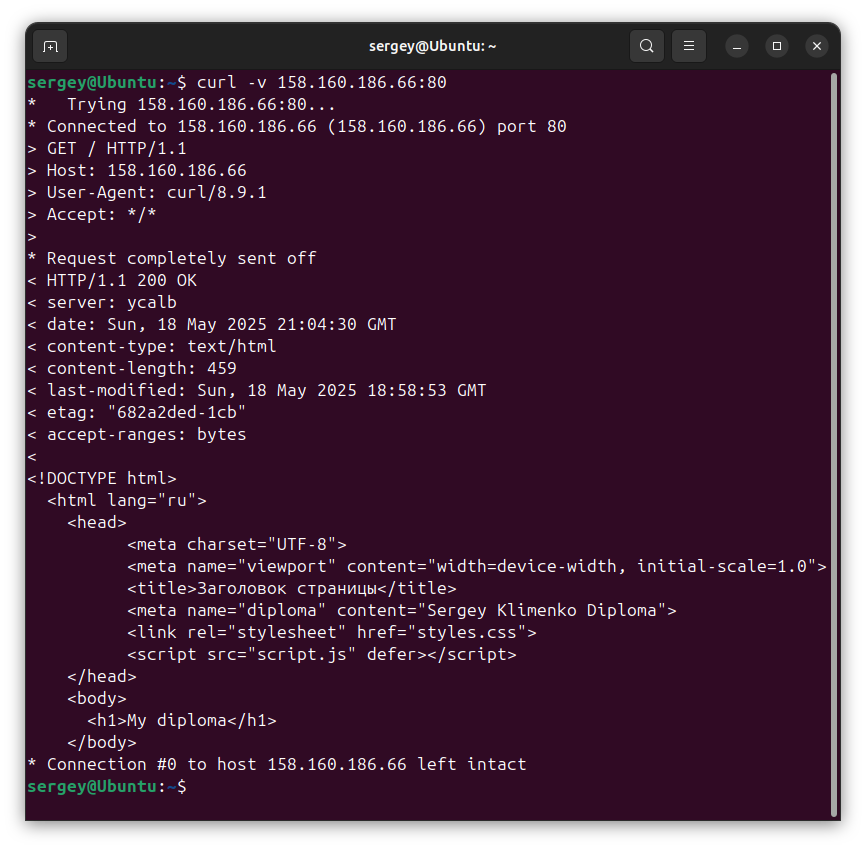 sergey@Ubuntu: ~
sergey@Ubuntu:~$ curl -v 158.160.186.66:80
*   Trying 158.160.186.66:80...
* Connected to 158.160.186.66 (158.160.186.66) port 80
> GET / HTTP/1.1
> Host: 158.160.186.66
> User-Agent: curl/8.9.1
> Accept: */*
>
* Request completely sent off
< HTTP/1.1 200 OK
< server: ycalb
< date: Sun, 18 May 2025 21:04:30 GMT
< content-type: text/html
< content-length: 459
< last-modified: Sun, 18 May 2025 18:58:53 GMT
< etag: "682a2ded-1cb"
< accept-ranges: bytes
<
<!DOCTYPE html>
  <html lang="ru">
    <head>
          <meta charset="UTF-8">
          <meta name="viewport" content="width=device-width, initial-scale=1.0">
          <title>Заголовок страницы</title>
          <meta name="diploma" content="Sergey Klimenko Diploma">
          <link rel="stylesheet" href="styles.css">
          <script src="script.js" defer></script>
    </head>
    <body>
      <h1>My diploma</h1>
    </body>
* Connection #0 to host 158.160.186.66 left intact
sergey@Ubuntu:~$